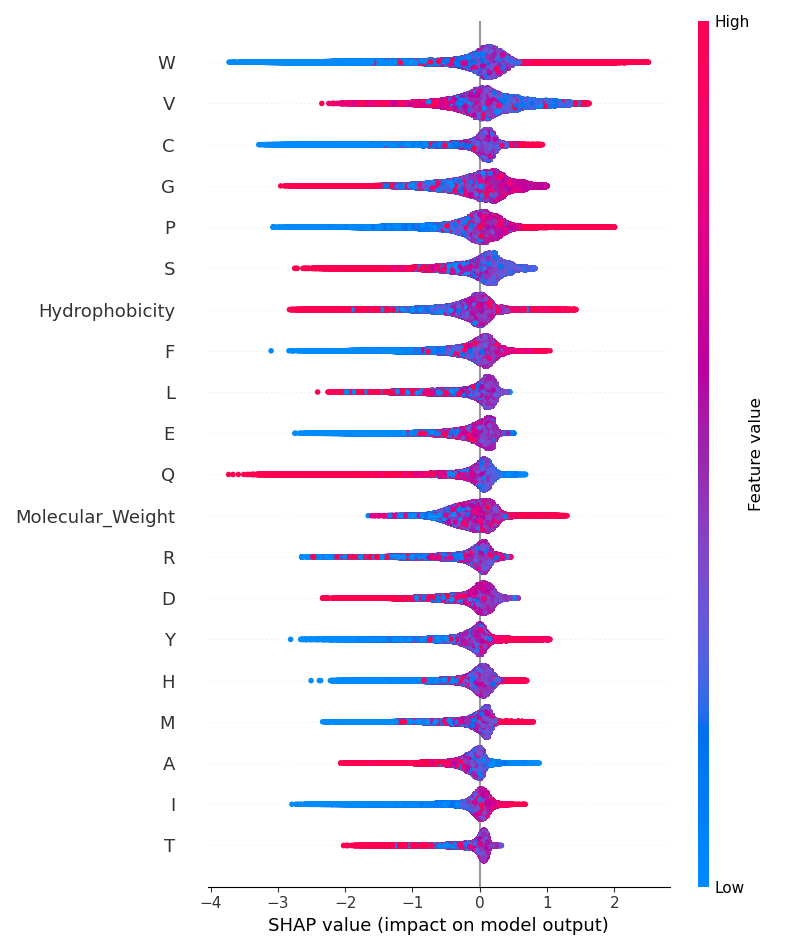 High
W
V
C
G
P
S
Hydrophobicity
F
L
E
Q
Molecular_Weight
R
D
Y
H
M
A
I
T
Feature value
Low
−4 −3 −2 −1 0 1 2
SHAP value (impact on model output)